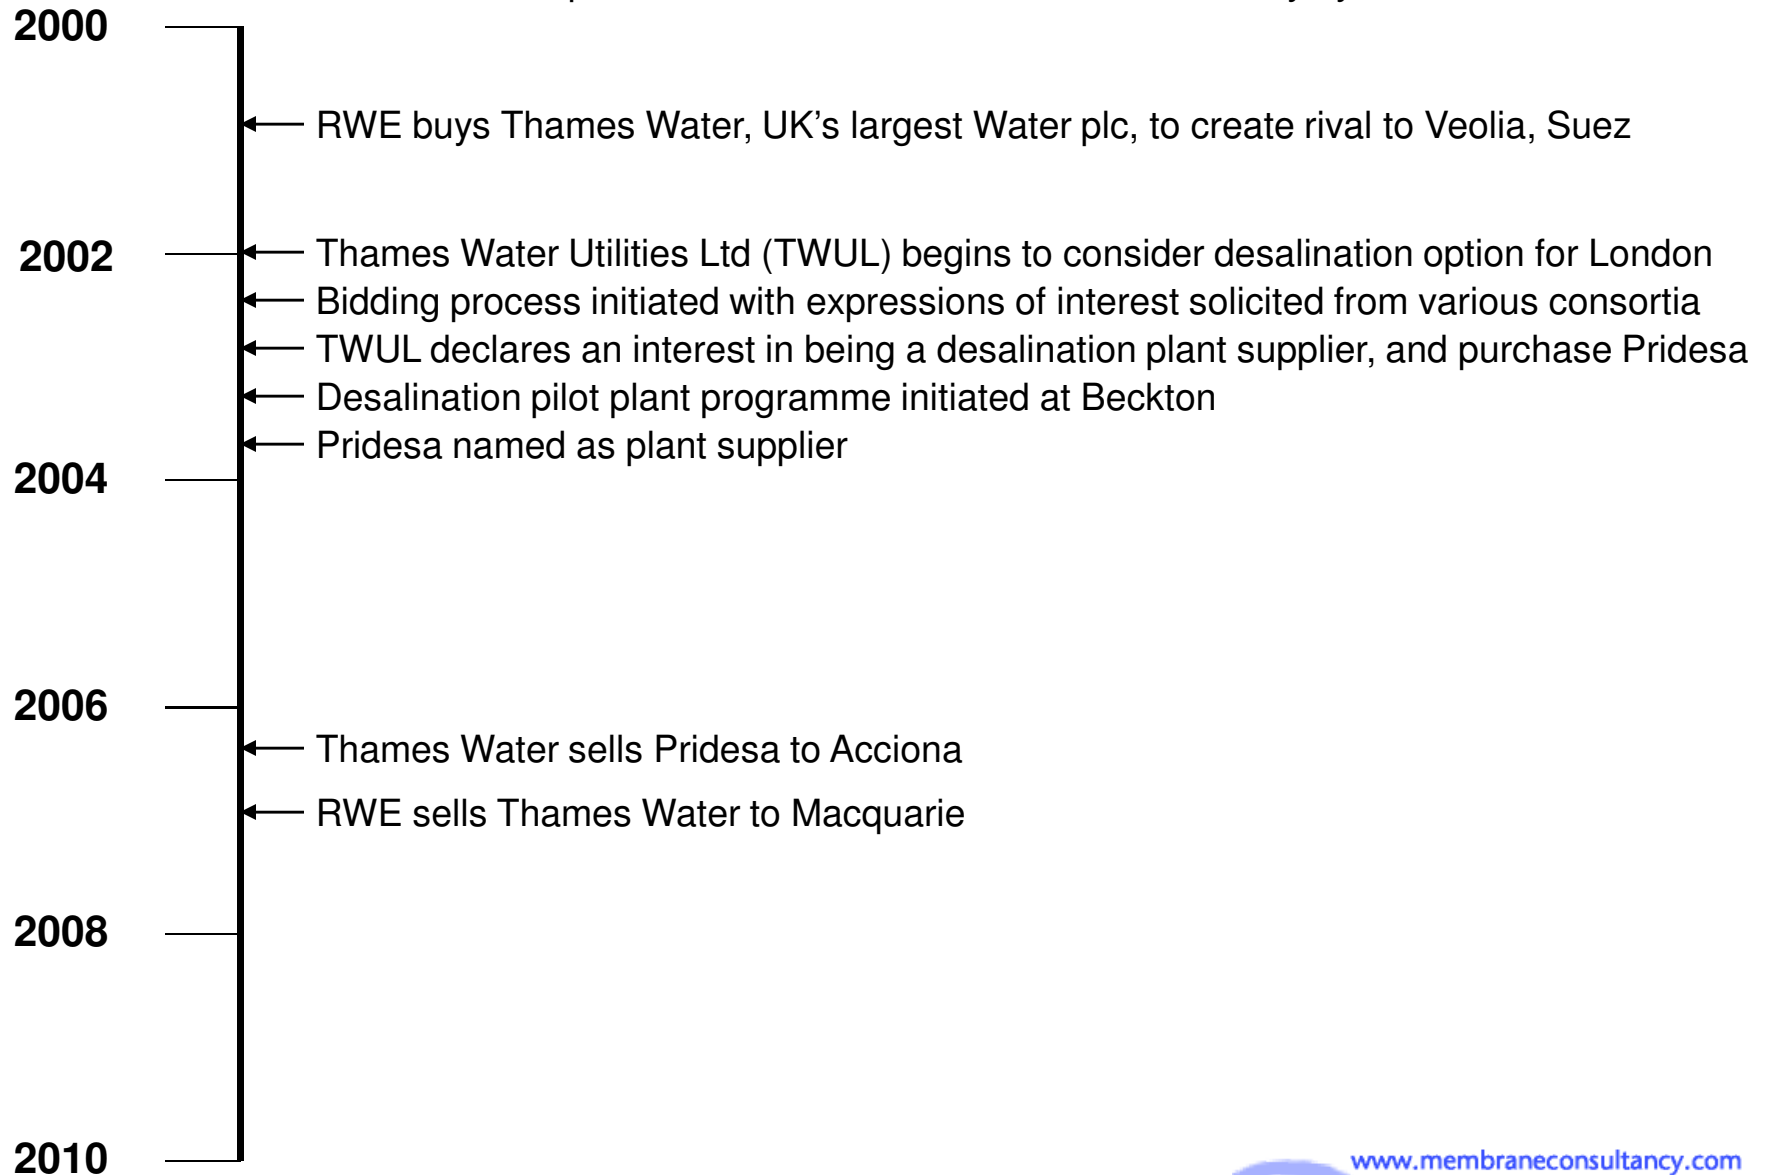 2000
RWE buys Thames Water, UK's largest Water plc, to create rival to Veolia, Suez
2002
Thames Water Utilities Ltd (TWUL) begins to consider desalination option for London
Bidding process initiated with expressions of interest solicited from various consortia
TWUL declares an interest in being a desalination plant supplier, and purchase Pridesa
Desalination pilot plant programme initiated at Beckton
Pridesa named as plant supplier
2004
2006
Thames Water sells Pridesa to Acciona
RWE sells Thames Water to Macquarie
2008
2010
www.membraneconsultancy.com